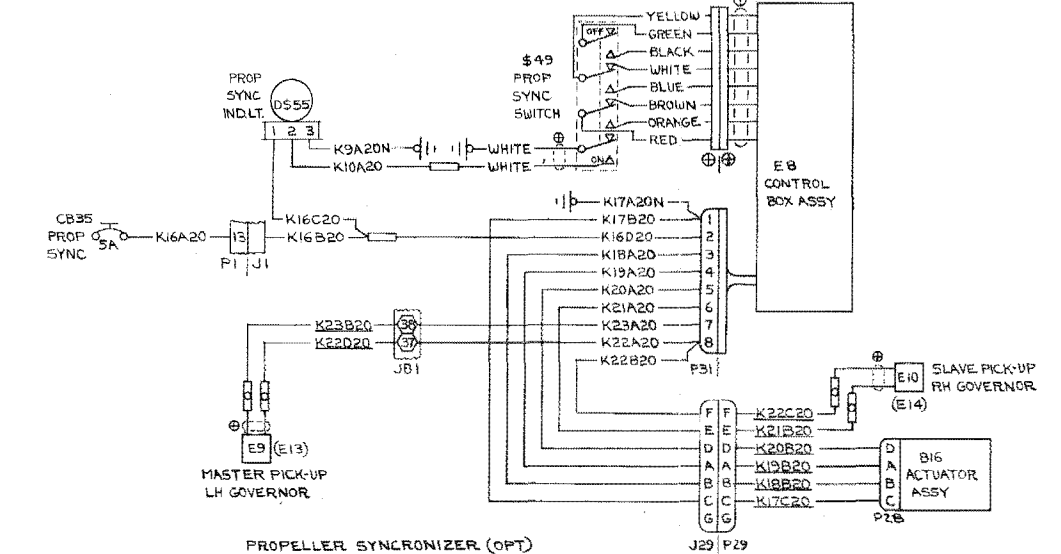 YELLOW
GREEN
BLACK
WHITE
BLUE
BROWN
ORANGE
RED
OFF
ON
S49
PROP
SYNC
SWITCH
PROP
SYNC
IND.LT.
DS55
1 2 3
K9A20N
WHITE
K10A20
WHITE
E8
CONTROL
BOX ASSY
K17A20N
K16C20
K17B20
1
CB35
PROP
SYNC
5A
K16A20
13
K16B20
K16D20
2
P1 J1
K18A20
3
K19A20
4
K20A20
5
K21A20
6
K23B20
38
K23A20
7
K22D20
37
K22A20
8
JB1
K22B20
P31
E10
SLAVE PICK-UP
RH GOVERNOR
(E14)
F F K22C20
E E K21B20
D D K20B20 D
A A K19B20 A
B B K18B20 B
C C K17C20 C
G G
B16
ACTUATOR
ASSY
P28
E9 (E13)
MASTER PICK-UP
LH GOVERNOR
PROPELLER SYNCRONIZER (OPT)
J29 P29